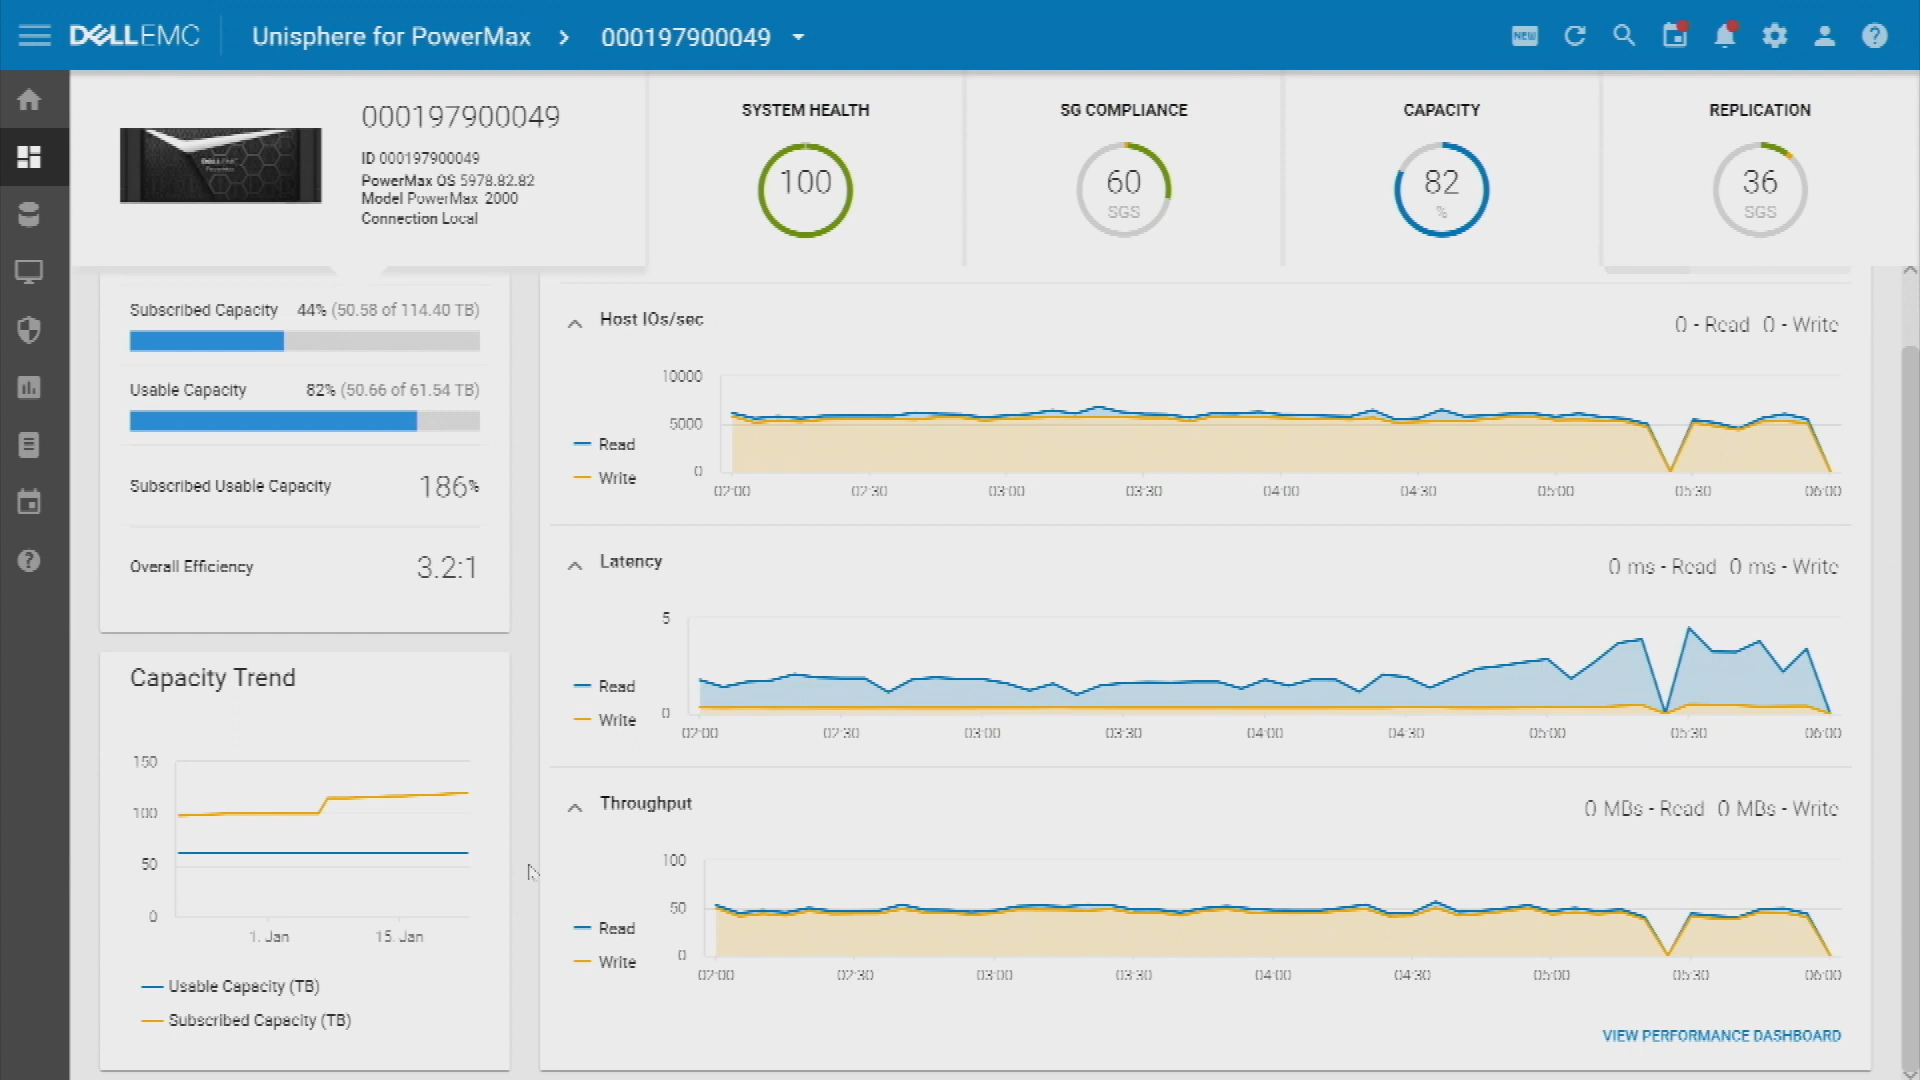 DELLEMC
Unisphere for PowerMax > 000197900049
NEW
000197900049
ID 000197900049
PowerMax OS 5978.82.82
Model PowerMax_2000
Connection Local
SYSTEM HEALTH
100
SG COMPLIANCE
60
SGS
CAPACITY
82
%
REPLICATION
36
SGS
Subscribed Capacity 44% (50.58 of 114.40 TB)
Usable Capacity 82% (50.66 of 61.54 TB)
Subscribed Usable Capacity 186%
Overall Efficiency 3.2:1
Capacity Trend
150
100
50
0
1. Jan 15. Jan
Usable Capacity (TB)
Subscribed Capacity (TB)
Host IOs/sec
0 - Read 0 - Write
10000
5000
0
Read
Write
02:00 02:30 03:00 03:30 04:00 04:30 05:00 05:30 06:00
Latency
0 ms - Read 0 ms - Write
5
0
Read
Write
02:00 02:30 03:00 03:30 04:00 04:30 05:00 05:30 06:00
Throughput
0 MBs - Read 0 MBs - Write
100
50
0
Read
Write
02:00 02:30 03:00 03:30 04:00 04:30 05:00 05:30 06:00
VIEW PERFORMANCE DASHBOARD